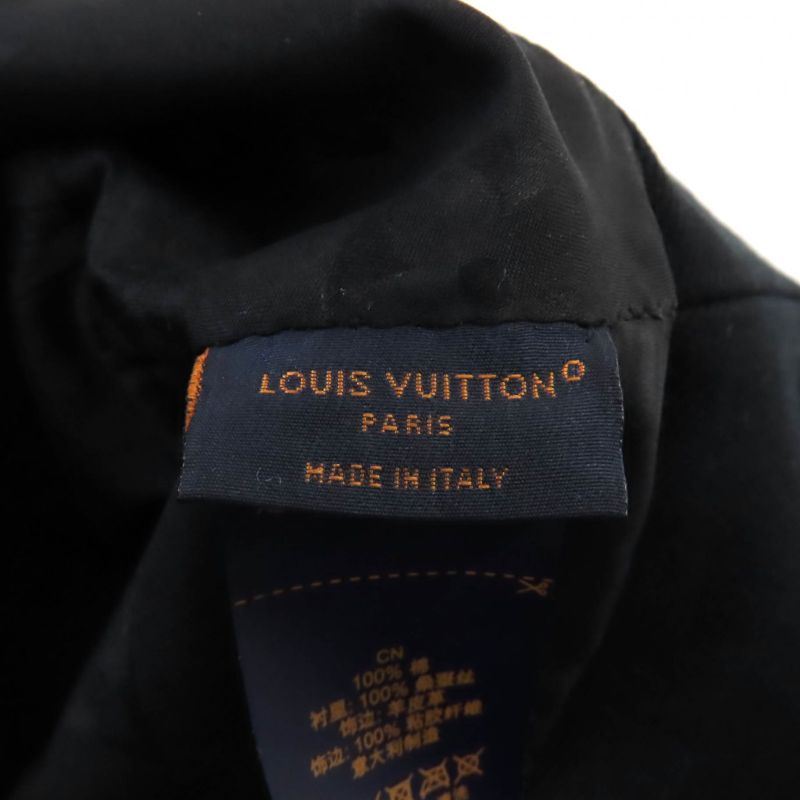 LOUIS VUITTON
PARIS
MADE IN ITALY
CN
100% 棉
衬里: 100% 桑蚕丝
饰边: 羊皮革
饰边: 100% 粘胶纤维
意大利制造